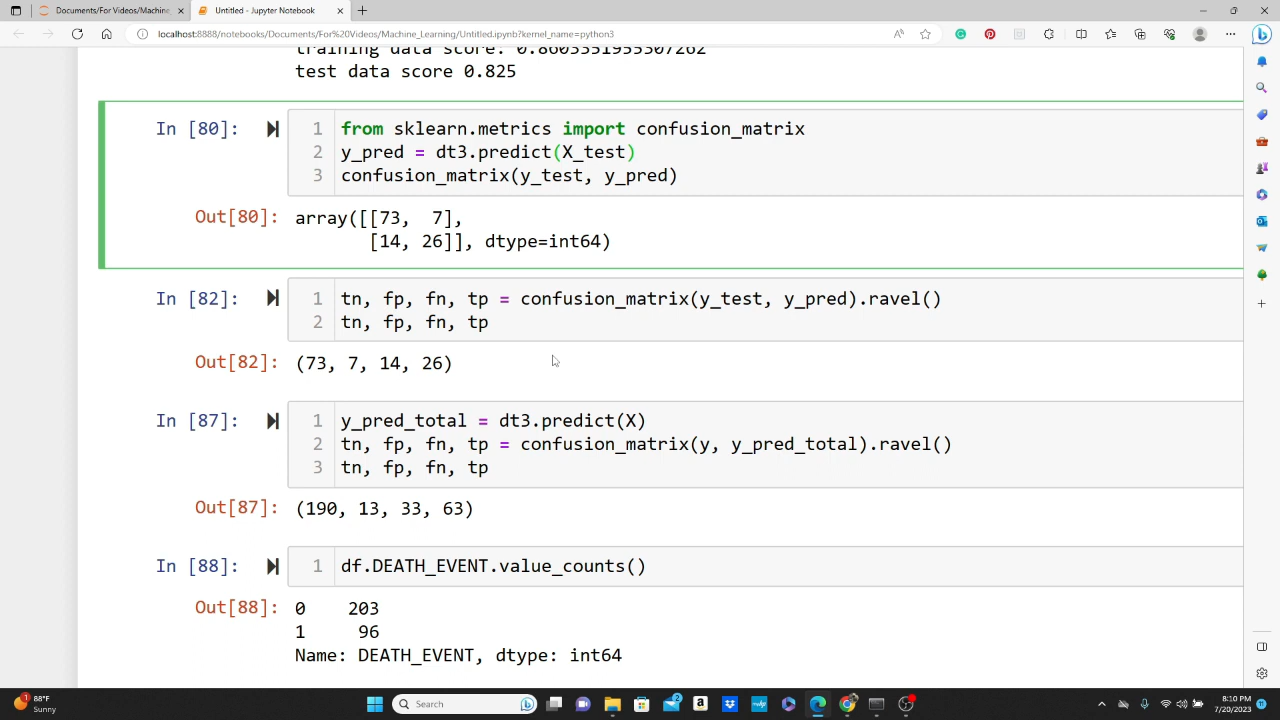 Documents/For Videos/Machine_
Untitled - Jupyter Notebook
localhost:8888/notebooks/Documents/For%20Videos/Machine_Learning/Untitled.ipynb?kernel_name=python3
training data score: 0.8603351955307262
test data score 0.825
In [80]:
1 from sklearn.metrics import confusion_matrix
2 y_pred = dt3.predict(X_test)
3 confusion_matrix(y_test, y_pred)
Out[80]: array([[73, 7],
[14, 26]], dtype=int64)
In [82]:
1 tn, fp, fn, tp = confusion_matrix(y_test, y_pred).ravel()
2 tn, fp, fn, tp
Out[82]: (73, 7, 14, 26)
In [87]:
1 y_pred_total = dt3.predict(X)
2 tn, fp, fn, tp = confusion_matrix(y, y_pred_total).ravel()
3 tn, fp, fn, tp
Out[87]: (190, 13, 33, 63)
In [88]:
1 df.DEATH_EVENT.value_counts()
Out[88]: 0 203
1 96
Name: DEATH_EVENT, dtype: int64
88°F
Sunny
Search
8:10 PM
7/20/2023